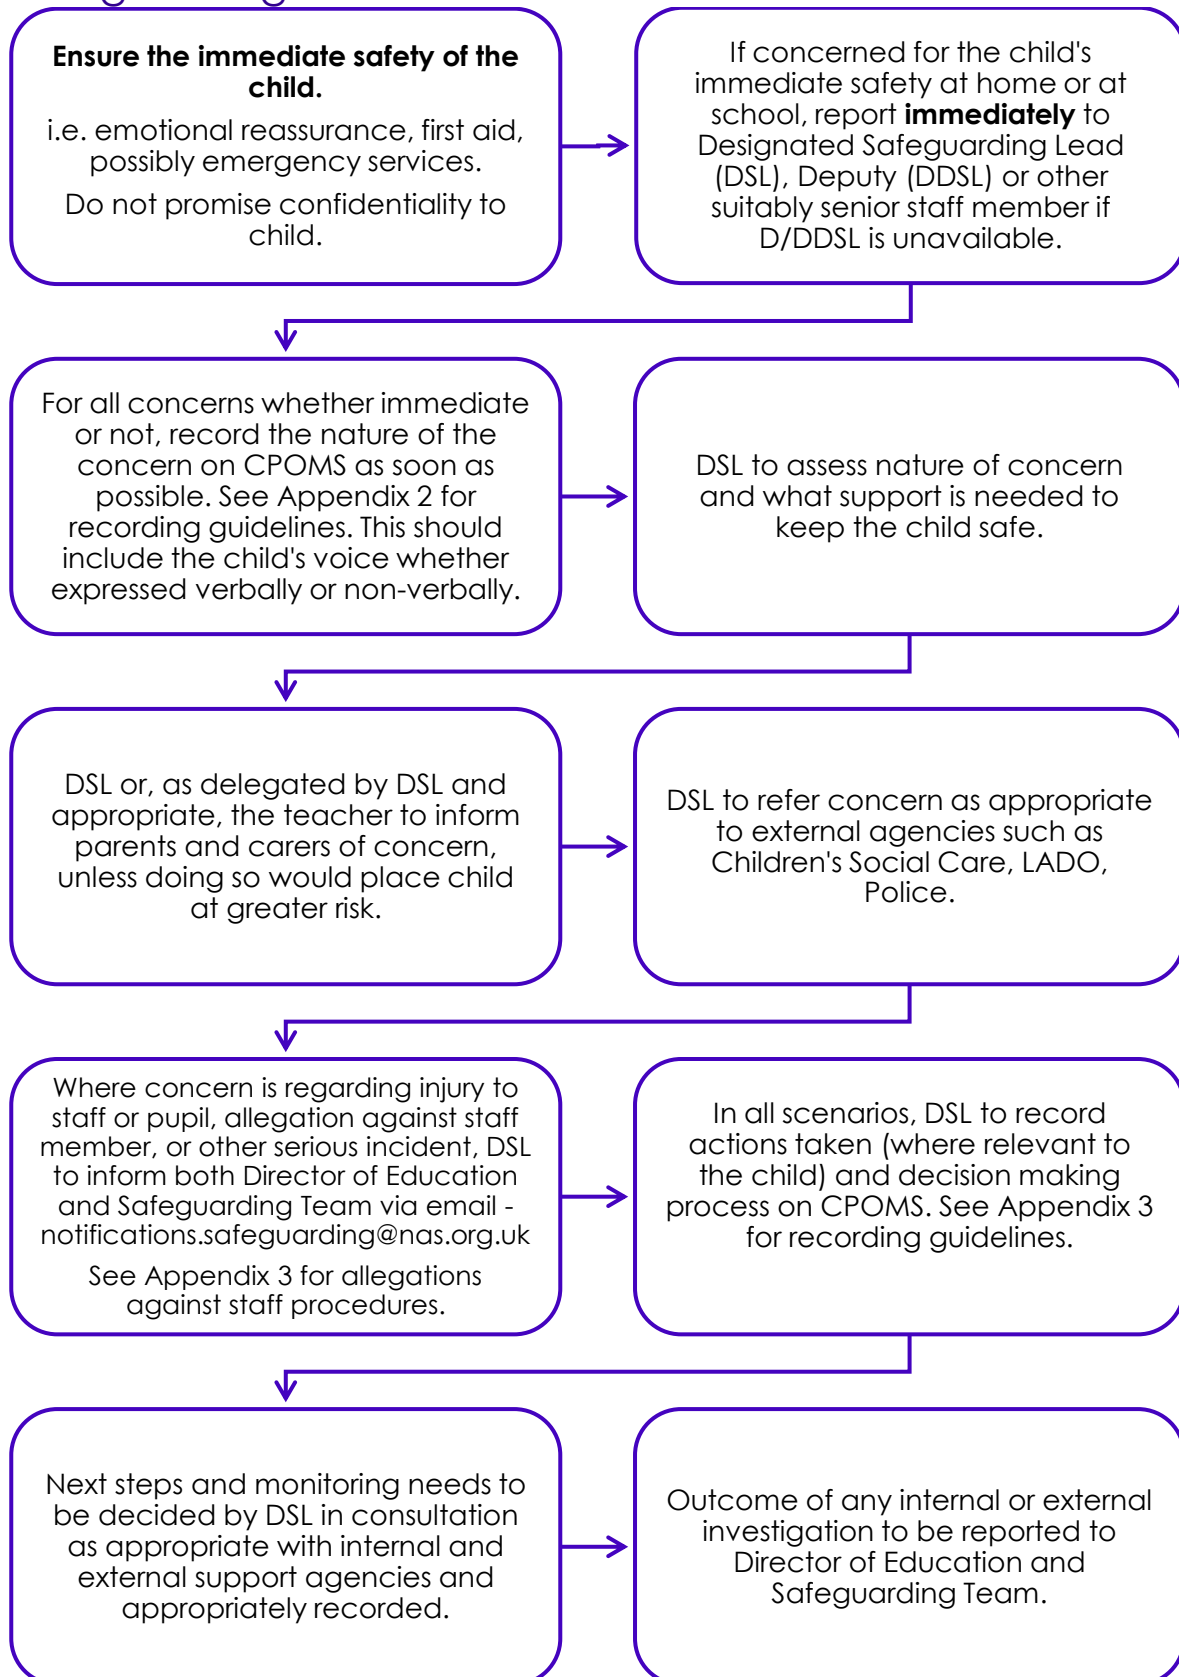 Ensure the immediate safety of the
child.
i.e. emotional reassurance, first aid,
possibly emergency services.
Do not promise confidentiality to
child.
If concerned for the child's
immediate safety at home or at
school, report immediately to
Designated Safeguarding Lead
(DSL), Deputy (DDSL) or other
suitably senior staff member if
D/DDSL is unavailable.
For all concerns whether immediate
or not, record the nature of the
concern on CPOMS as soon as
possible. See Appendix 2 for
recording guidelines. This should
include the child's voice whether
expressed verbally or non-verbally.
DSL to assess nature of concern
and what support is needed to
keep the child safe.
DSL or, as delegated by DSL and
appropriate, the teacher to inform
parents and carers of concern,
unless doing so would place child
at greater risk.
DSL to refer concern as appropriate
to external agencies such as
Children's Social Care, LADO,
Police.
Where concern is regarding injury to
staff or pupil, allegation against staff
member, or other serious incident, DSL
to inform both Director of Education
and Safeguarding Team via email -
notifications.safeguarding@nas.org.uk
See Appendix 3 for allegations
against staff procedures.
In all scenarios, DSL to record
actions taken (where relevant to
the child) and decision making
process on CPOMS. See Appendix 3
for recording guidelines.
Next steps and monitoring needs to
be decided by DSL in consultation
as appropriate with internal and
external support agencies and
appropriately recorded.
Outcome of any internal or external
investigation to be reported to
Director of Education and
Safeguarding Team.